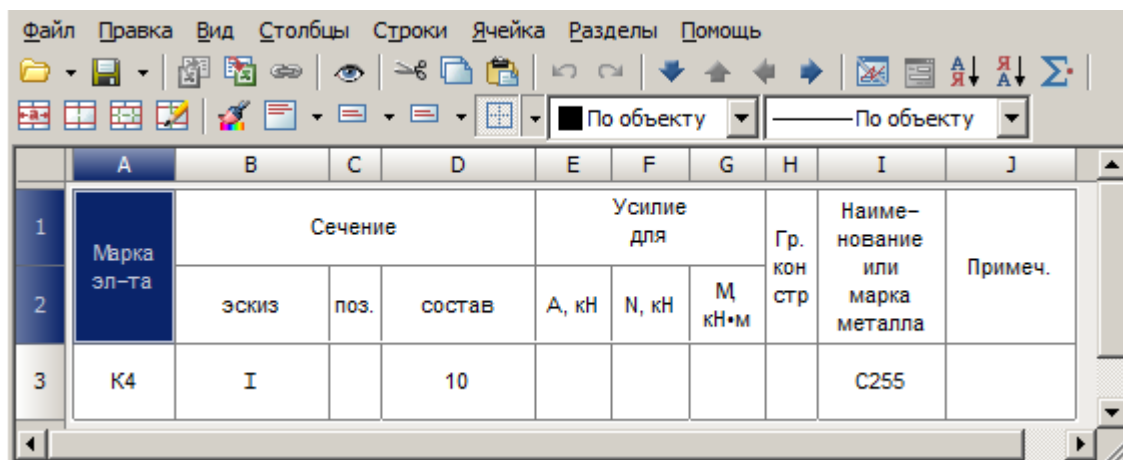 Файл Правка Вид Столбцы Строки Ячейка Разделы Помощь
А Я Я А
а По объекту По объекту
A B C D E F G H I J
1 2 3
Марка
эл-та
Сечение
эскиз поз. состав
Усилие
для
А, кН N, кН М, кН•м
Гр.
кон
стр
Наиме-
нование
или
марка
металла
Примеч.
К4 I 10 С255